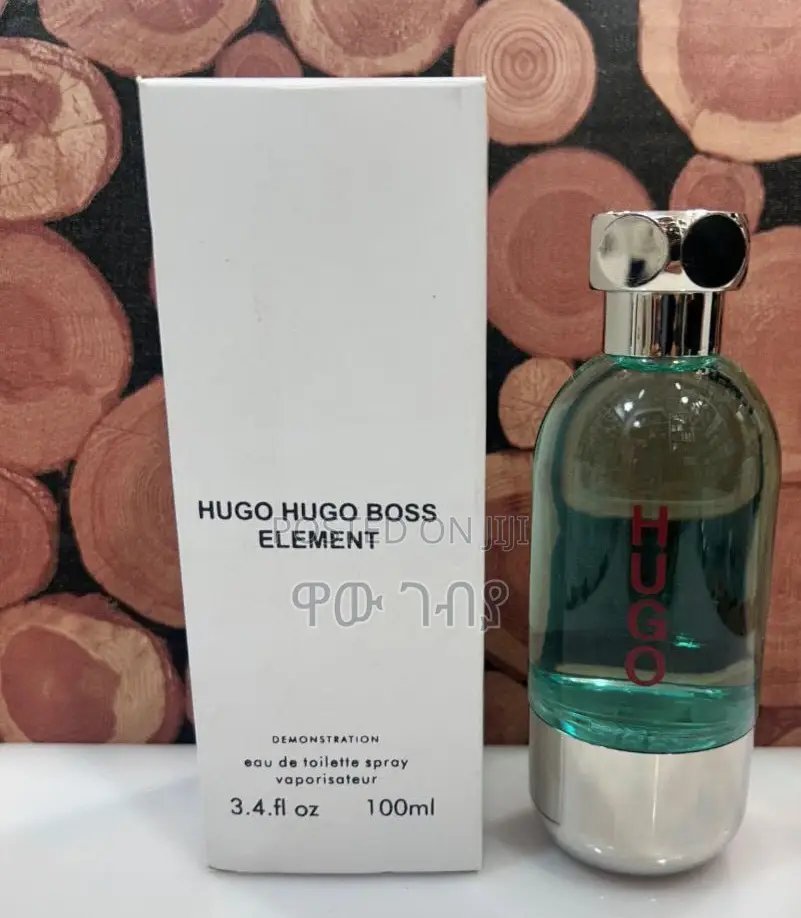 HUGO HUGO BOSS
ELEMENT
POSTED ON JIJI
ዋው ገብያ
DEMONSTRATION
eau de toilette spray
vaporisateur
3.4.fl oz 100ml
HUGO